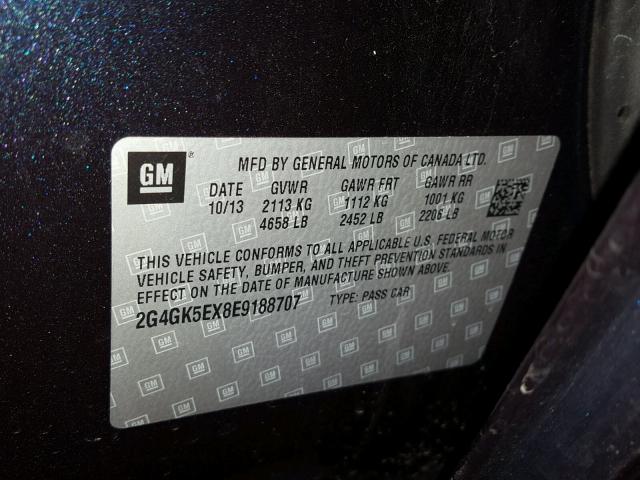 GM
MFD BY GENERAL MOTORS OF CANADA LTD.
DATE GVWR GAWR FRT GAWR RR
10/13 2113 KG 1112 KG 1001 KG
4658 LB 2452 LB 2206 LB
THIS VEHICLE CONFORMS TO ALL APPLICABLE U.S. FEDERAL MOTOR
VEHICLE SAFETY, BUMPER, AND THEFT PREVENTION STANDARDS IN
EFFECT ON THE DATE OF MANUFACTURE SHOWN ABOVE.
2G4GK5EX8E9188707 TYPE: PASS CAR